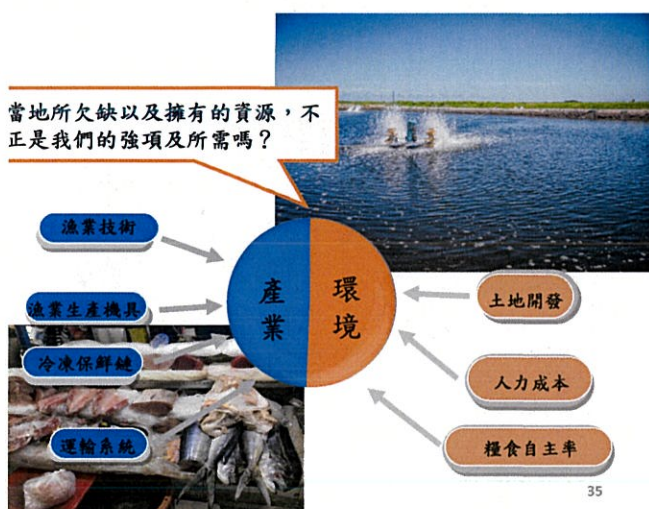 當地所欠缺以及擁有的資源，不
正是我們的強項及所需嗎？
漁業技術
漁業生產機具
冷凍保鮮鏈
運輸系統
產業
環境
土地開發
人力成本
糧食自主率
35